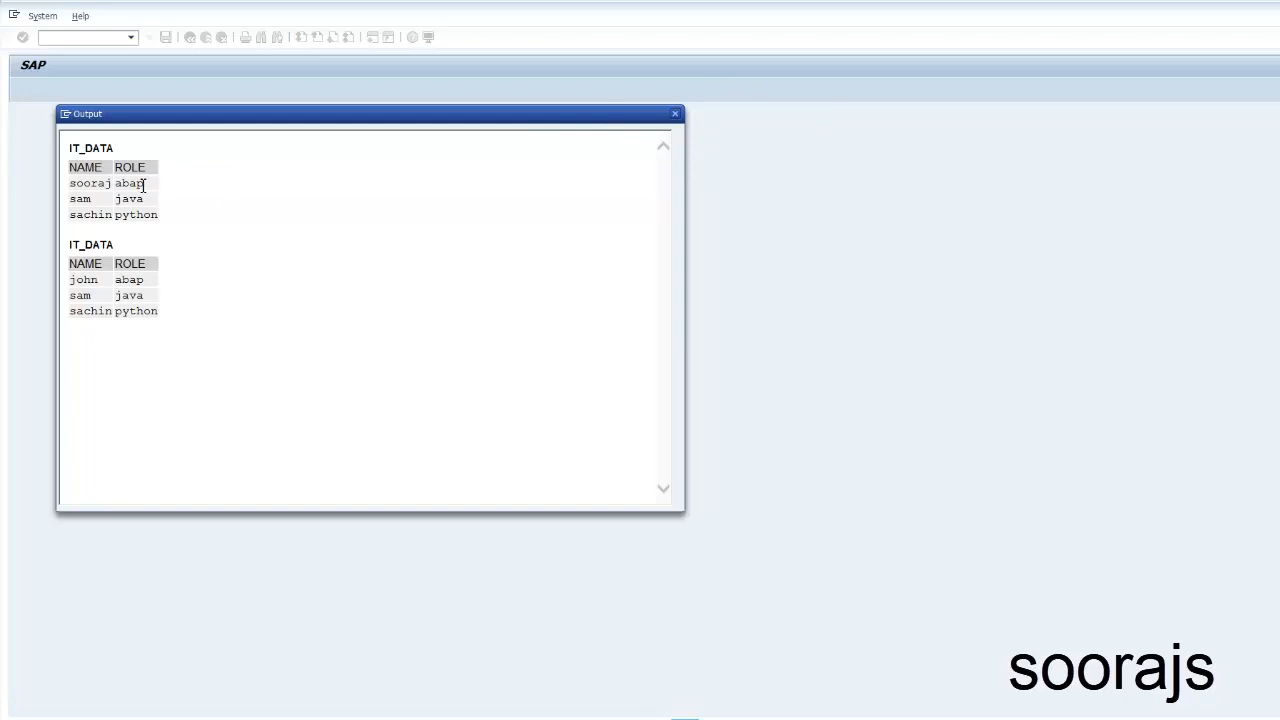 System Help
SAP
Output
IT_DATA
NAME ROLE
sooraj abap
sam java
sachin python
IT_DATA
NAME ROLE
john abap
sam java
sachin python
soorajs